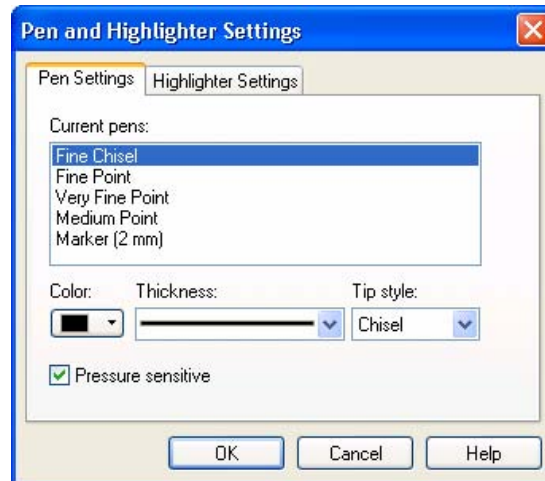 Pen and Highlighter Settings
Pen Settings Highlighter Settings
Current pens:
Fine Chisel
Fine Point
Very Fine Point
Medium Point
Marker (2 mm)
Color: Thickness: Tip style:
Chisel
Pressure sensitive
OK Cancel Help